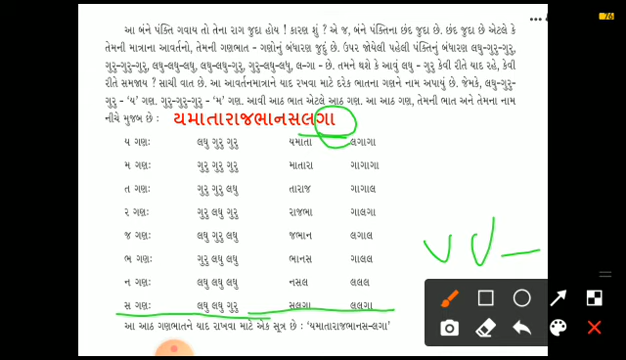 આ બંને પંક્તિ ગવાય તો તેના રાગ જુદા હોય ! કારણ શું ? એ જ, બંને પંક્તિના છંદ જુદા છે. છંદ જુદા છે એટલે કે
તેમની માત્રાના આવર્તનો, તેમની ગણભાત - ગણોનું બંધારણ જુદું છે. ઉપર જોયેલી પહેલી પંક્તિનું બંધારણ લઘુ-ગુરુ-ગુરુ,
ગુરુ-ગુરુ-ગુરુ, લઘુ-લઘુ-લઘુ, લઘુ-લઘુ-ગુરુ, ગુરુ-લઘુ-લઘુ, લ-ગા - છે. તમને થશે કે આવું લઘુ - ગુરુ કેવી રીતે યાદ રહે, કેવી
રીતે સમજાય ? સાચી વાત છે. આ આવર્તનમાત્રાને યાદ રાખવા માટે દરેક ભાતના ગણને નામ અપાયું છે. જેમકે, લઘુ-ગુરુ-
ગુરુ - 'ય' ગણ. ગુરુ-ગુરુ-ગુરુ - 'મ' ગણ. આવી આઠ ભાત એટલે આઠ ગણ. આ આઠ ગણ, તેમની ભાત અને તેમના નામ
નીચે મુજબ છે : યમાતારાજભાનસલગા
ય ગણઃ લઘુ ગુરુ ગુરુ યમાતા લગાગા
મ ગણઃ ગુરુ ગુરુ ગુરુ માતારા ગાગાગા
ત ગણઃ ગુરુ ગુરુ લઘુ તારાજ ગાગાલ
ર ગણઃ ગુરુ લઘુ ગુરુ રાજભા ગાલગા
જ ગણઃ લઘુ ગુરુ લઘુ જભાન લગાલ
ભ ગણઃ ગુરુ લઘુ લઘુ ભાનસ ગાલલ
ન ગણઃ લઘુ લઘુ લઘુ નસલ લલલ
સ ગણઃ લઘુ લઘુ ગુરુ સલગા લલગા
આ આઠ ગણભાતને યાદ રાખવા માટે એક સૂત્ર છે : 'યમાતારાજભાનસ-લગા'
76